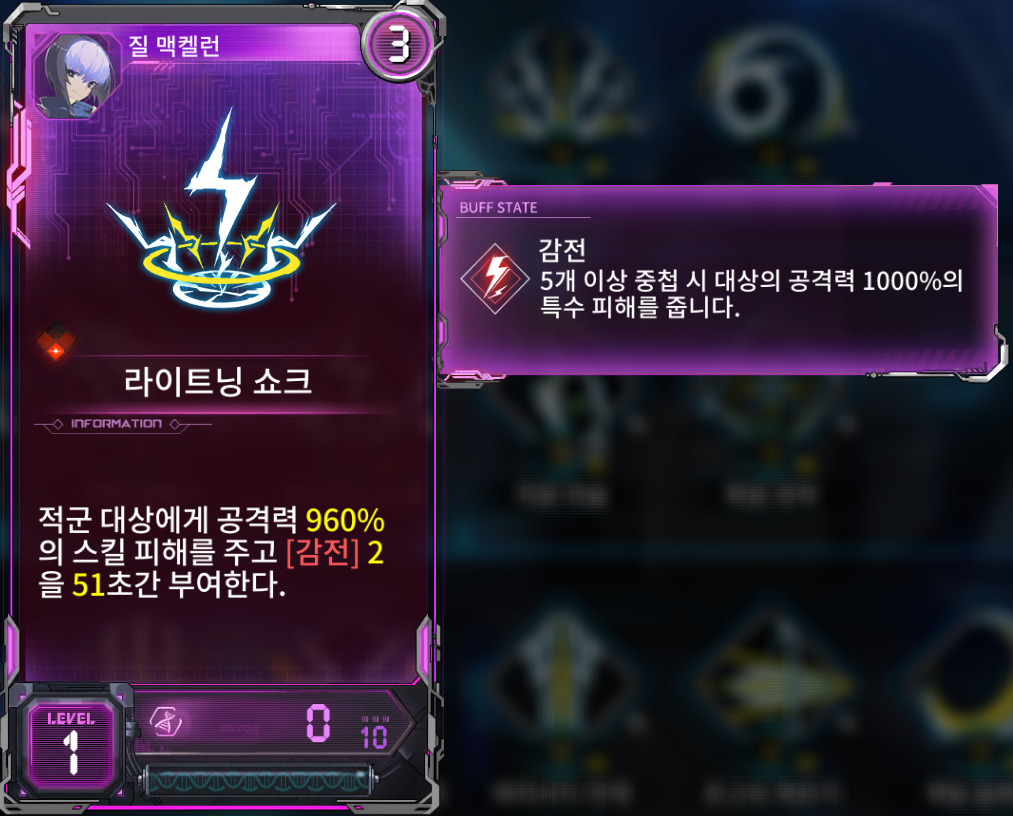 질 맥켈런
3
BUFF STATE
감전
5개 이상 중첩 시 대상의 공격력 1000%의
특수 피해를 줍니다.
라이트닝 쇼크
INFORMATION
적군 대상에게 공격력 960%
의 스킬 피해를 주고 [감전] 2
을 51초간 부여한다.
LEVEL
1
0
10